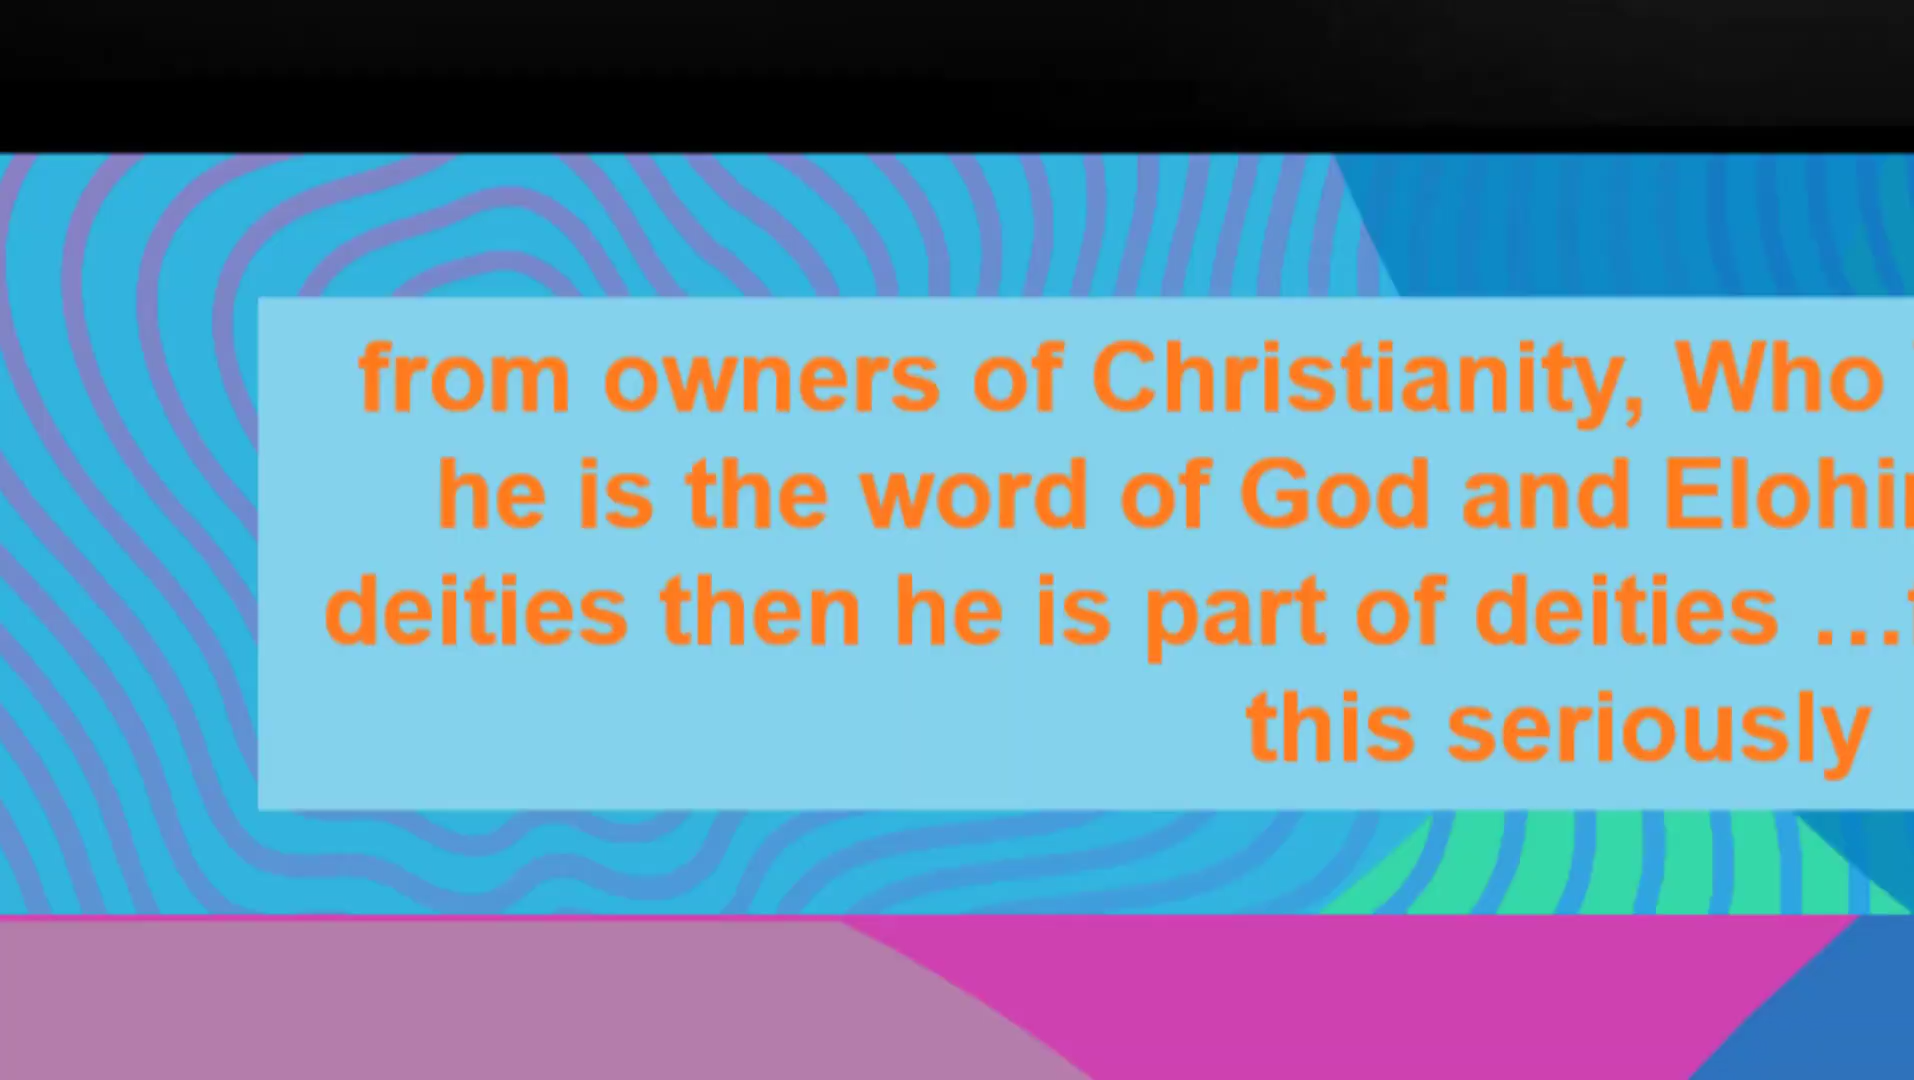 from owners of Christianity, Who
he is the word of God and
deities then he is part of deities ...
this seriously